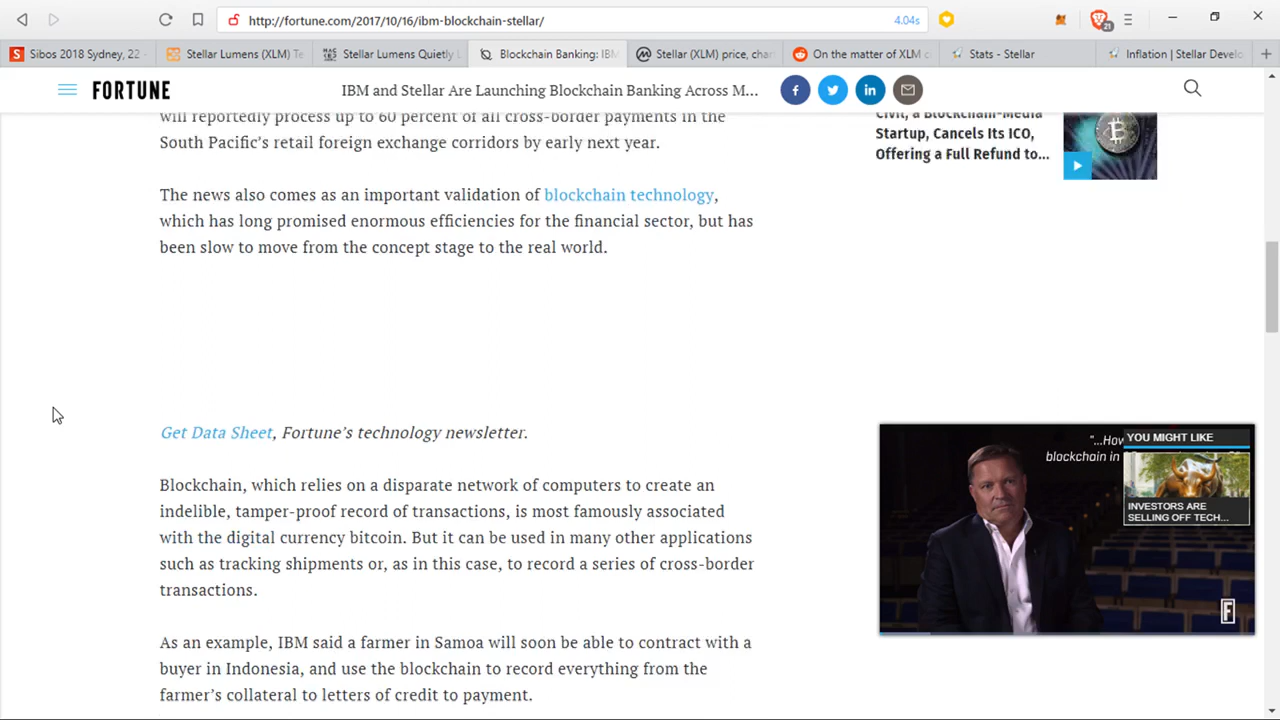 http://fortune.com/2017/10/16/ibm-blockchain-stellar/
4.04s
21
Sibos 2018 Sydney, 22 -
Stellar Lumens (XLM) Te
Stellar Lumens Quietly L
Blockchain Banking: IBM
Stellar (XLM) price, char
On the matter of XLM c
Stats - Stellar
Inflation | Stellar Develo
FORTUNE
IBM and Stellar Are Launching Blockchain Banking Across M...
will reportedly process up to 60 percent of all cross-border payments in the
South Pacific's retail foreign exchange corridors by early next year.
The news also comes as an important validation of blockchain technology,
which has long promised enormous efficiencies for the financial sector, but has
been slow to move from the concept stage to the real world.
Get Data Sheet, Fortune's technology newsletter.
Blockchain, which relies on a disparate network of computers to create an
indelible, tamper-proof record of transactions, is most famously associated
with the digital currency bitcoin. But it can be used in many other applications
such as tracking shipments or, as in this case, to record a series of cross-border
transactions.
As an example, IBM said a farmer in Samoa will soon be able to contract with a
buyer in Indonesia, and use the blockchain to record everything from the
farmer's collateral to letters of credit to payment.
Civil, a Blockchain-Media
Startup, Cancels Its ICO,
Offering a Full Refund to...
"...How
blockchain in
YOU MIGHT LIKE
INVESTORS ARE
SELLING OFF TECH...
F